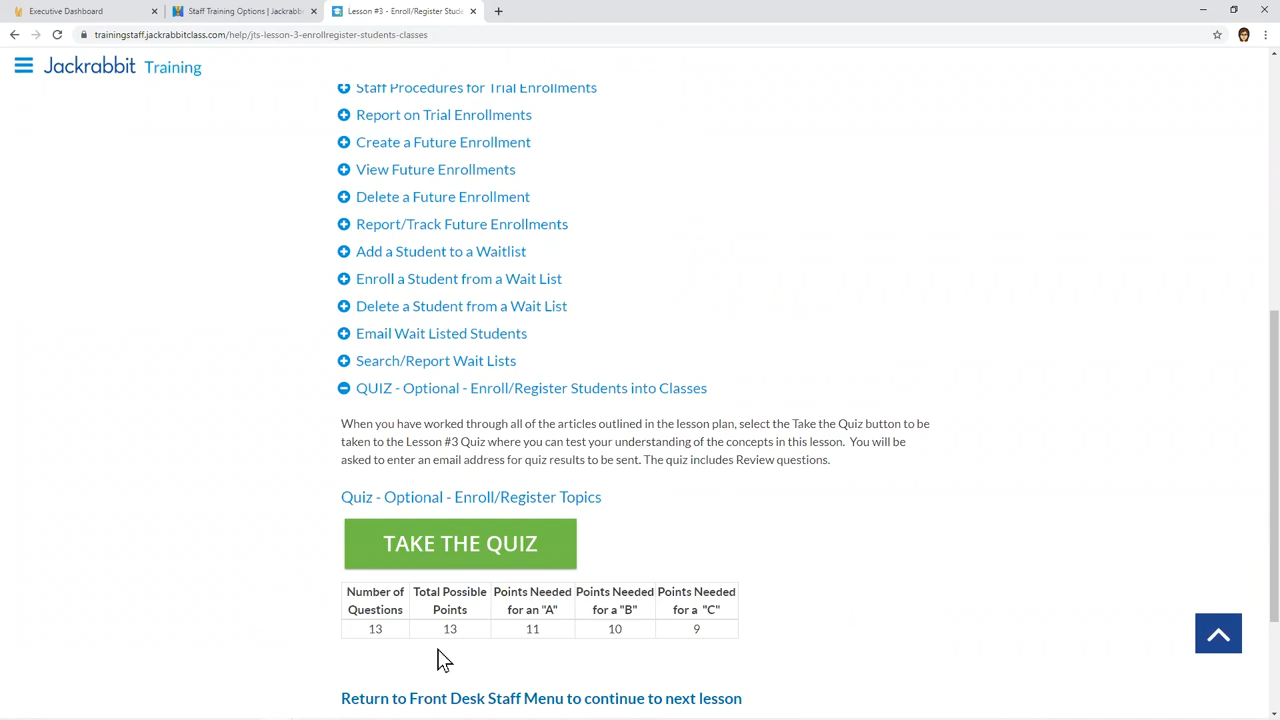 Executive Dashboard
Staff Training Options | Jackrabbi
Lesson #3 - Enroll/Register Stude
trainingstaff.jackrabbitclass.com/help/jts-lesson-3-enrollregister-students-classes
Jackrabbit Training
Staff Procedures for Trial Enrollments
Report on Trial Enrollments
Create a Future Enrollment
View Future Enrollments
Delete a Future Enrollment
Report/Track Future Enrollments
Add a Student to a Waitlist
Enroll a Student from a Wait List
Delete a Student from a Wait List
Email Wait Listed Students
Search/Report Wait Lists
QUIZ - Optional - Enroll/Register Students into Classes
When you have worked through all of the articles outlined in the lesson plan, select the Take the Quiz button to be
taken to the Lesson #3 Quiz where you can test your understanding of the concepts in this lesson. You will be
asked to enter an email address for quiz results to be sent. The quiz includes Review questions.
Quiz - Optional - Enroll/Register Topics
TAKE THE QUIZ
Number of Questions Total Possible Points Points Needed for an "A" Points Needed for a "B" Points Needed for a "C"
13 13 11 10 9
Return to Front Desk Staff Menu to continue to next lesson